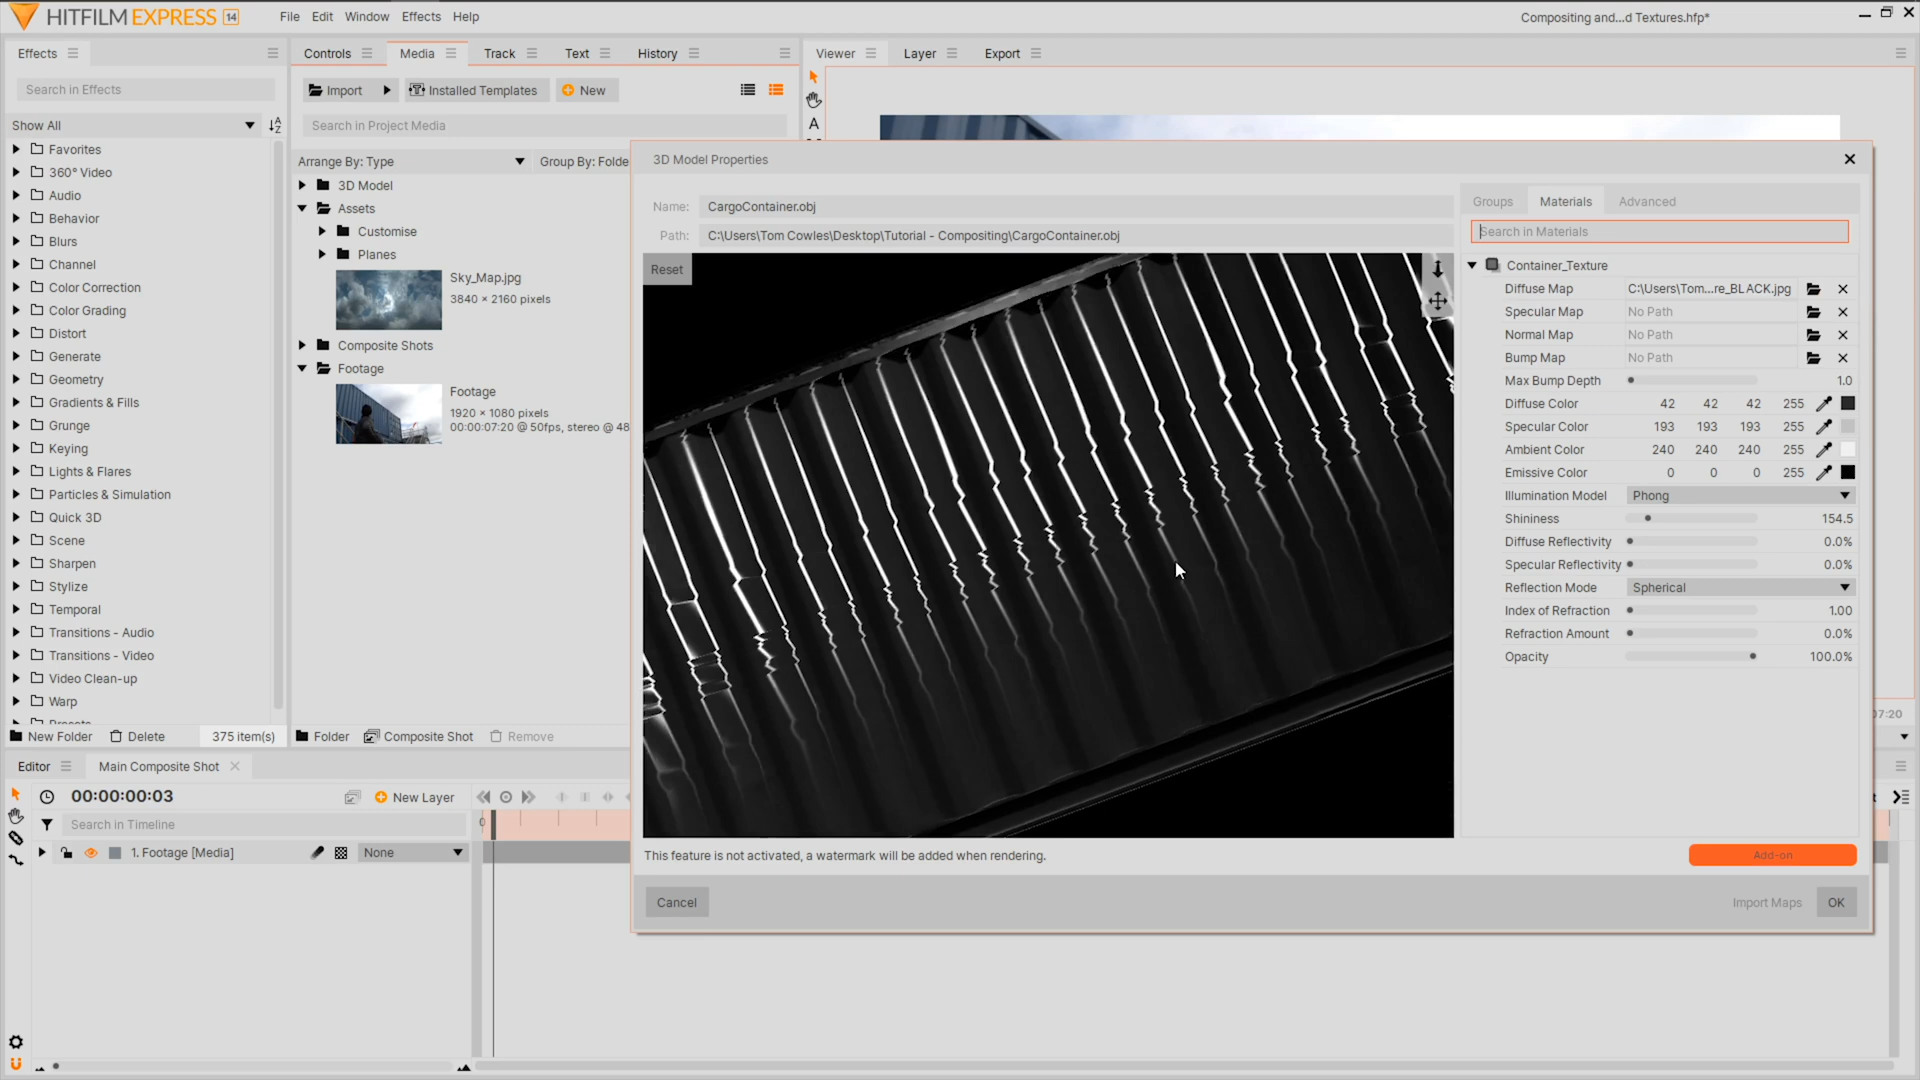 HITFILM EXPRESS 14
File Edit Window Effects Help
Compositing and...d Textures.hfp*
Effects
Controls Media Track Text History
Viewer Layer Export
Search in Effects
Import Installed Templates New
Show All
Search in Project Media
Favorites
360° Video
Audio
Behavior
Blurs
Channel
Color Correction
Color Grading
Distort
Generate
Geometry
Gradients & Fills
Grunge
Keying
Lights & Flares
Particles & Simulation
Quick 3D
Scene
Sharpen
Stylize
Temporal
Transitions - Audio
Transitions - Video
Video Clean-up
Warp
Presets
New Folder Delete 375 item(s)
Arrange By: Type Group By: Folde
3D Model
Assets
Customise
Planes
Sky_Map.jpg
3840 × 2160 pixels
Composite Shots
Footage
Footage
1920 × 1080 pixels
00:00:07:20 @ 50fps, stereo @ 48
Folder Composite Shot Remove
3D Model Properties
Name: CargoContainer.obj
Path: C:\Users\Tom Cowles\Desktop\Tutorial - Compositing\CargoContainer.obj
Reset
Groups Materials Advanced
Search in Materials
Container_Texture
Diffuse Map C:\Users\Tom...re_BLACK.jpg
Specular Map No Path
Normal Map No Path
Bump Map No Path
Max Bump Depth 1.0
Diffuse Color 42 42 42 255
Specular Color 193 193 193 255
Ambient Color 240 240 240 255
Emissive Color 0 0 0 255
Illumination Model Phong
Shininess 154.5
Diffuse Reflectivity 0.0%
Specular Reflectivity 0.0%
Reflection Mode Spherical
Index of Refraction 1.00
Refraction Amount 0.0%
Opacity 100.0%
This feature is not activated, a watermark will be added when rendering.
Add-on
Cancel Import Maps OK
07:20
Editor Main Composite Shot
00:00:00:03 New Layer
0
Search in Timeline
1. Footage [Media] None